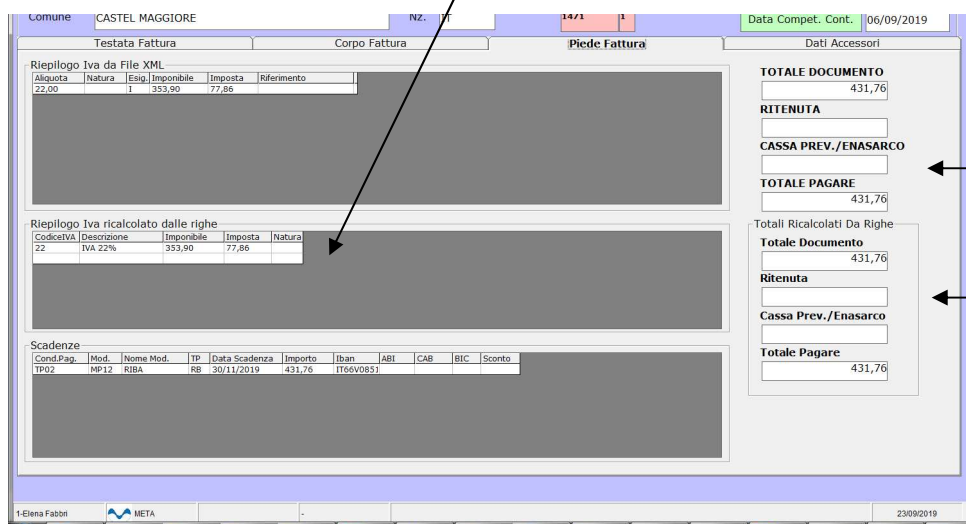 Comune CASTEL MAGGIORE Nz. IT 1471 1 Data Compet. Cont. 06/09/2019
Testata Fattura Corpo Fattura Piede Fattura Dati Accessori
Riepilogo Iva da File XML
Aliquota Natura Esig. Imponibile Imposta Riferimento
22,00 I 353,90 77,86
TOTALE DOCUMENTO
431,76
RITENUTA
CASSA PREV./ENASARCO
TOTALE PAGARE
431,76
Riepilogo Iva ricalcolato dalle righe
CodiceIVA Descrizione Imponibile Imposta Natura
22 IVA 22% 353,90 77,86
Totali Ricalcolati Da Righe
Totale Documento
431,76
Ritenuta
Cassa Prev./Enasarco
Totale Pagare
431,76
Scadenze
Cond.Pag. Mod. Nome Mod. TP Data Scadenza Importo Iban ABI CAB BIC Sconto
TP02 MP12 RIBA RB 30/11/2019 431,76 IT66V0851
1-Elena Fabbri META - 23/09/2019